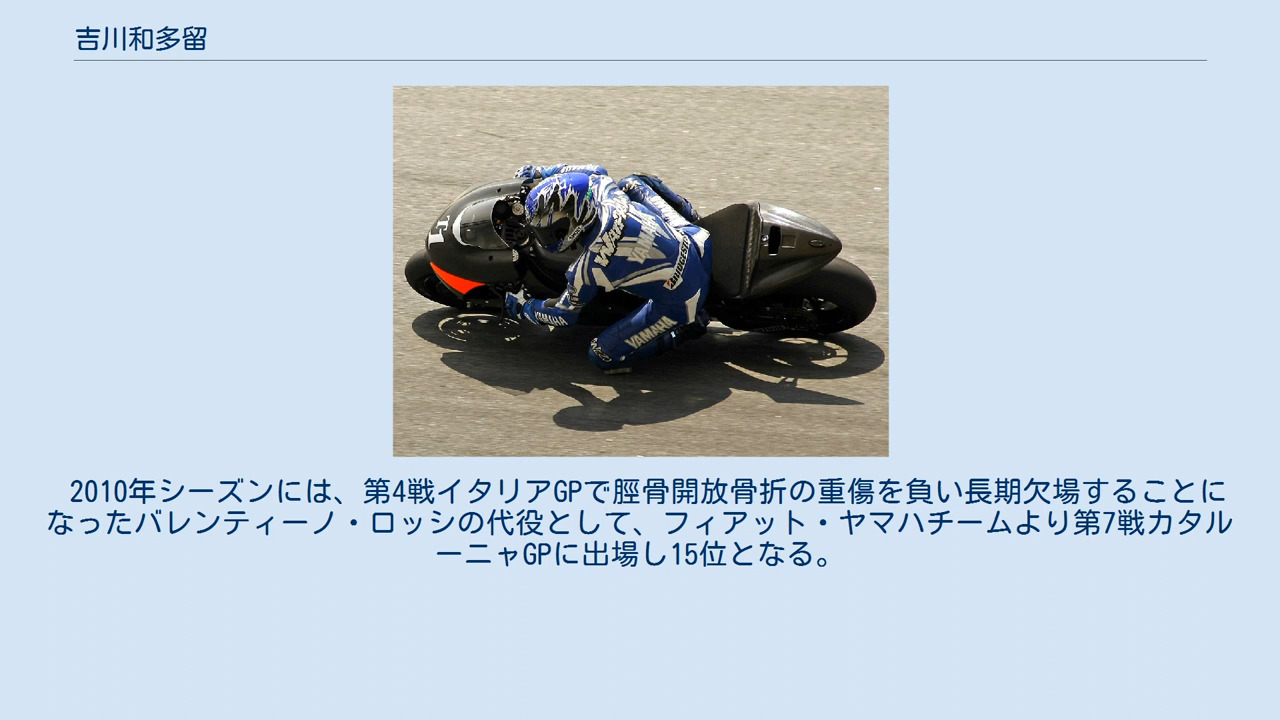 吉川和多留
T1
YAMAHA
BRIDGESTONE
YAMAHA
YAMAHA
2010年シーズンには、第4戦イタリアGPで脛骨開放骨折の重傷を負い長期欠場することに
なったバレンティーノ・ロッシの代役として、フィアット・ヤマハチームより第7戦カタル
ーニャGPに出場し15位となる。